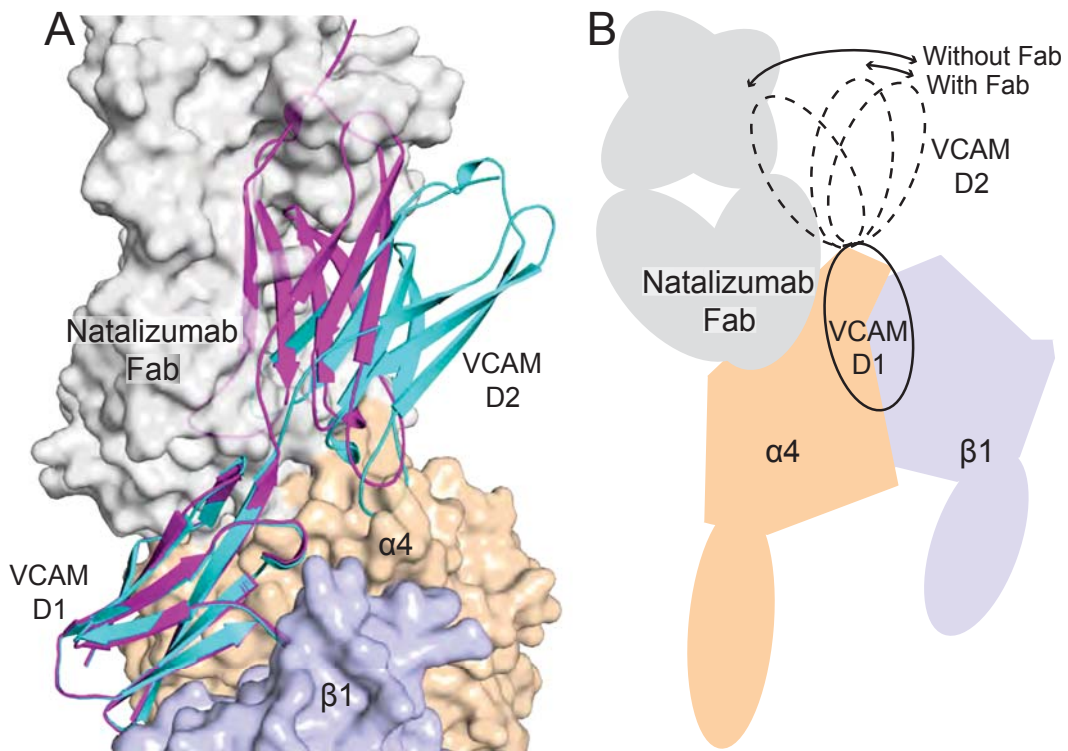 A
Natalizumab
Fab
VCAM
D2
VCAM
D1
α4
β1
B
Without Fab
With Fab
VCAM
D2
Natalizumab
Fab
VCAM
D1
α4
β1